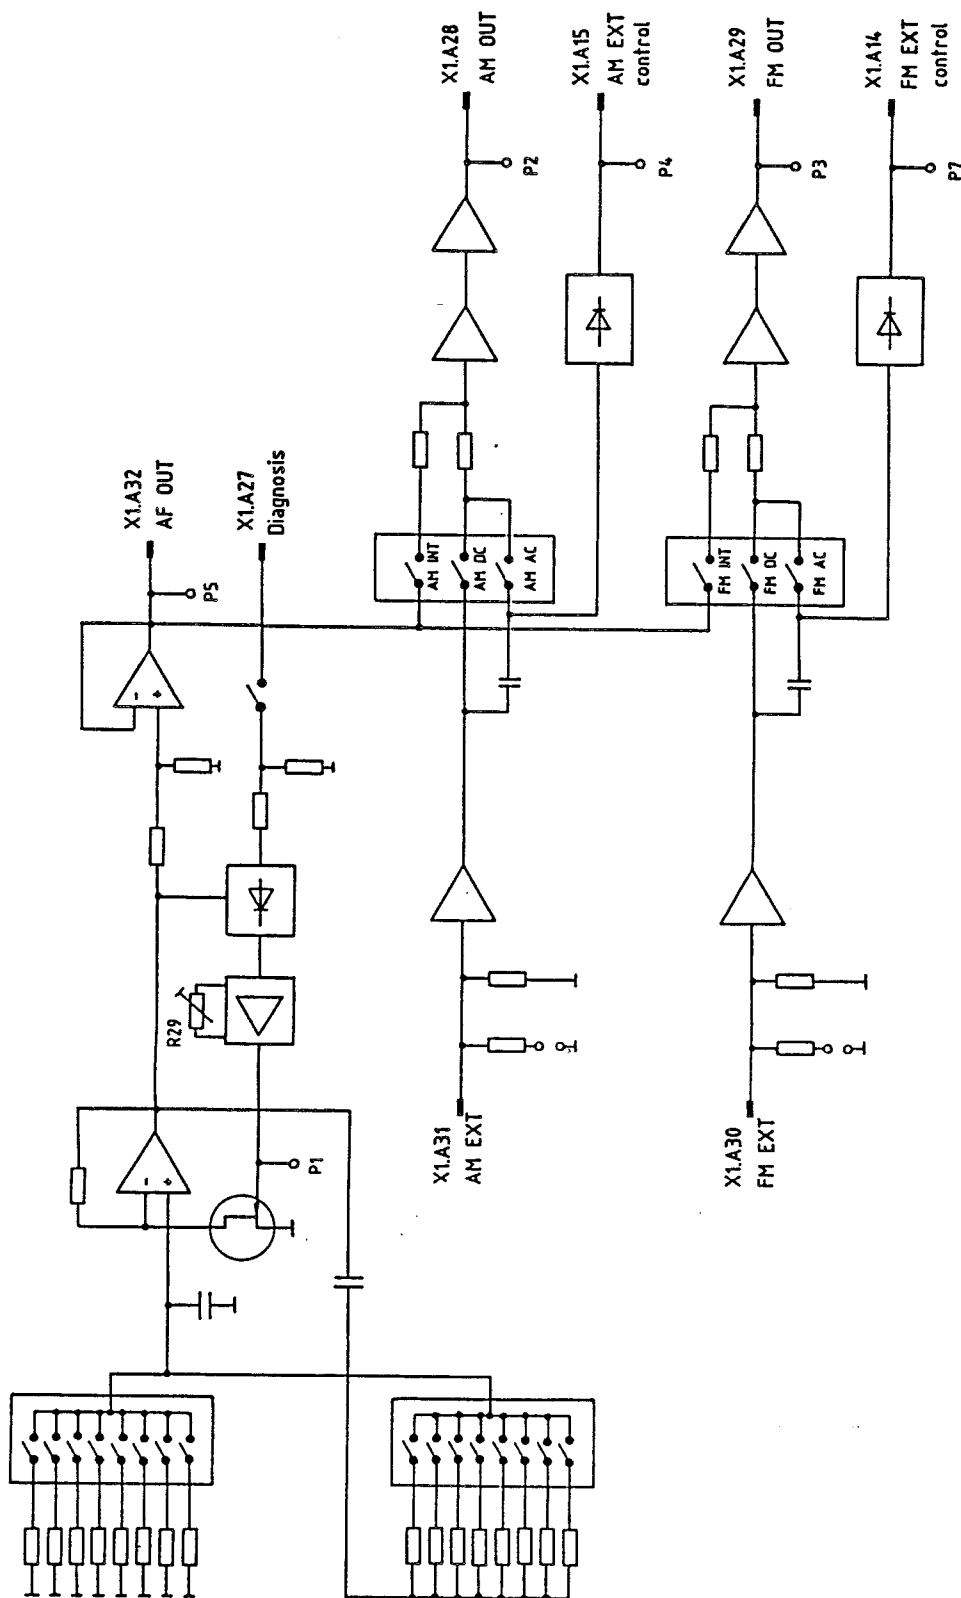 X1.A32
AF OUT
P5
X1.A27
Diagnosis
R29
P1
-
+
-
+
X1.A28
AM OUT
P2
X1.A15
AM EXT
control
P4
AM INT
AM DC
AM AC
X1.A31
AM EXT
X1.A29
FM OUT
P3
X1.A14
FM EXT
control
P7
FM INT
FM DC
FM AC
X1.A30
FM EXT